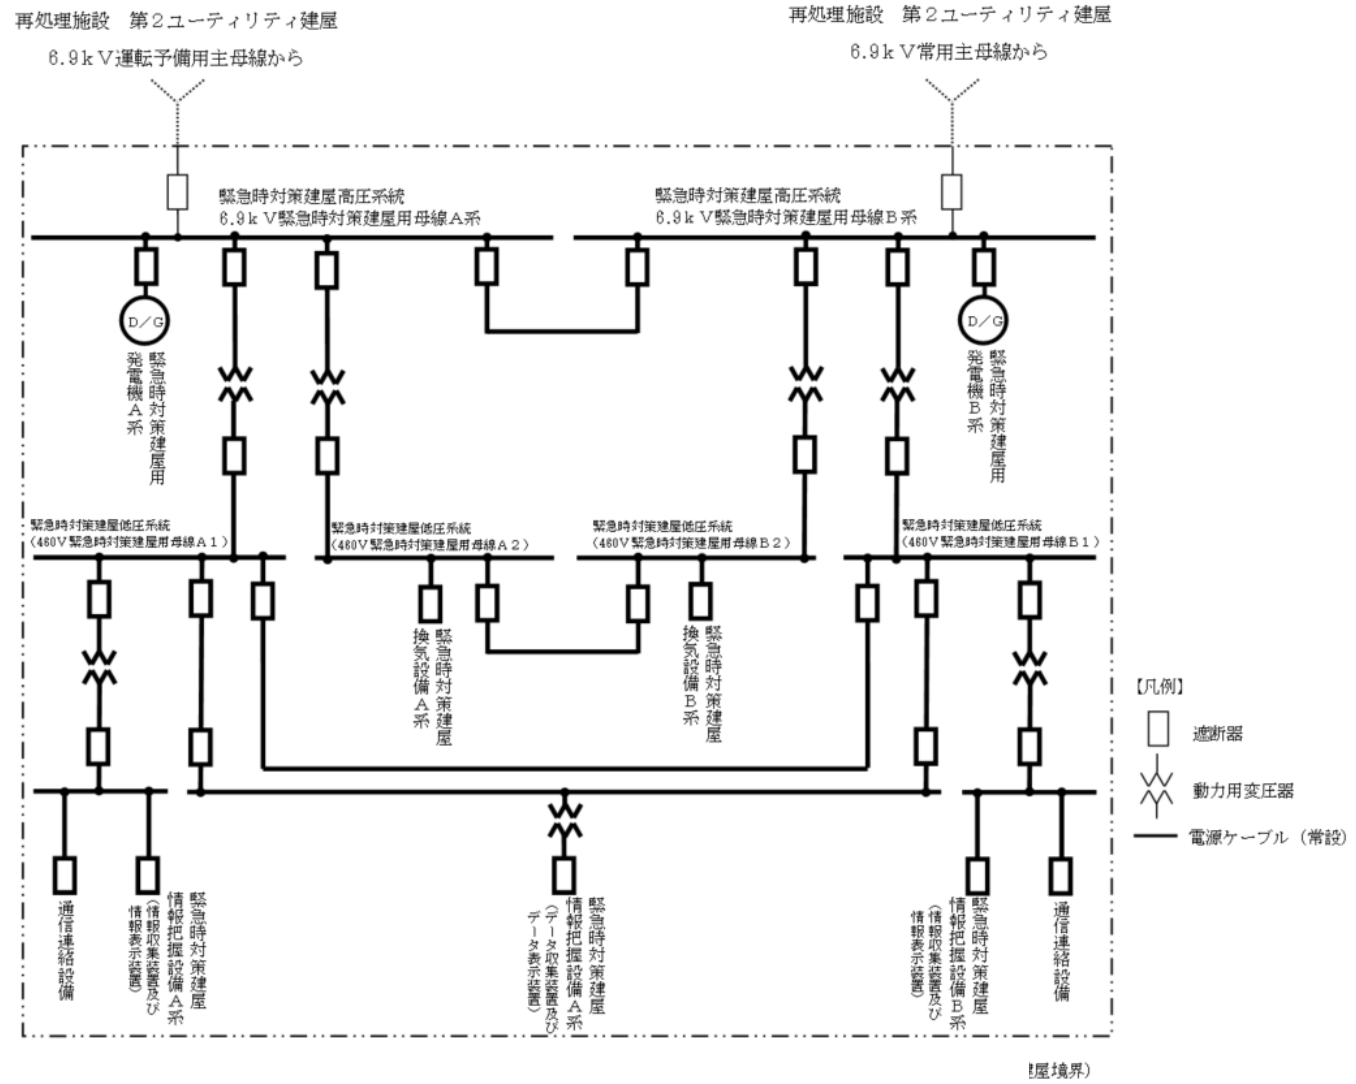 再処理施設　第２ユーティリティ建屋
6.9ｋＶ運転予備用主母線から
再処理施設　第２ユーティリティ建屋
6.9ｋＶ常用主母線から
緊急時対策建屋高圧系統
6.9ｋＶ緊急時対策建屋用母線Ａ系
緊急時対策建屋高圧系統
6.9ｋＶ緊急時対策建屋用母線Ｂ系
D／G
緊急時対策建屋用
発電機Ａ系
D／G
緊急時対策建屋用
発電機Ｂ系
緊急時対策建屋低圧系統
（460Ｖ緊急時対策建屋用母線Ａ１）
緊急時対策建屋低圧系統
（460Ｖ緊急時対策建屋用母線Ａ２）
緊急時対策建屋低圧系統
（460Ｖ緊急時対策建屋用母線Ｂ２）
緊急時対策建屋低圧系統
（460Ｖ緊急時対策建屋用母線Ｂ１）
緊急時対策建屋
換気設備Ａ系
緊急時対策建屋
換気設備Ｂ系
【凡例】
遮断器
動力用変圧器
電源ケーブル（常設）
通信連絡設備
緊急時対策建屋
情報把握設備Ａ系
（情報収集装置及び
情報表示装置）
緊急時対策建屋
情報把握設備Ａ系
（データ収集装置及び
データ表示装置）
緊急時対策建屋
情報把握設備Ｂ系
（情報収集装置及び
情報表示装置）
通信連絡設備
屋境界）